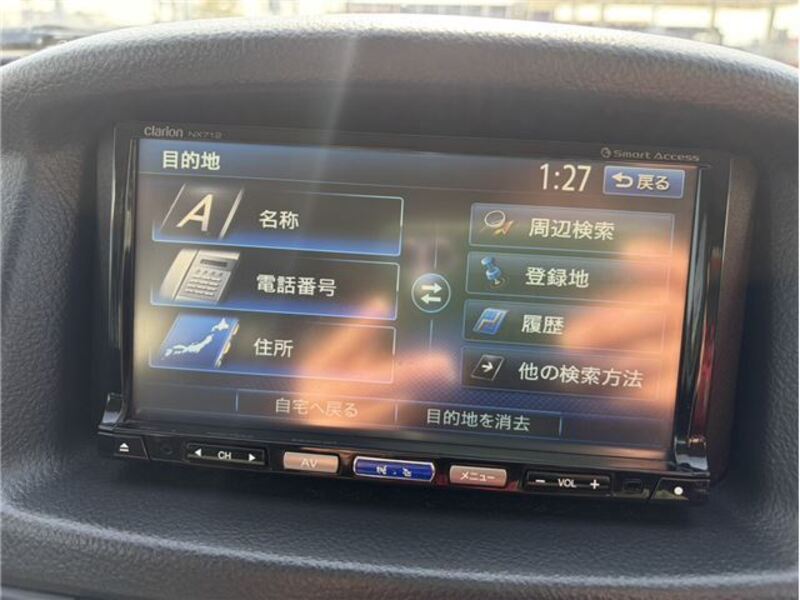 clarion NX712
Smart Access
目的地
1:27
戻る
A 名称
周辺検索
電話番号
登録地
住所
履歴
他の検索方法
自宅へ戻る
目的地を消去
CH
AV
メニュー
− VOL +